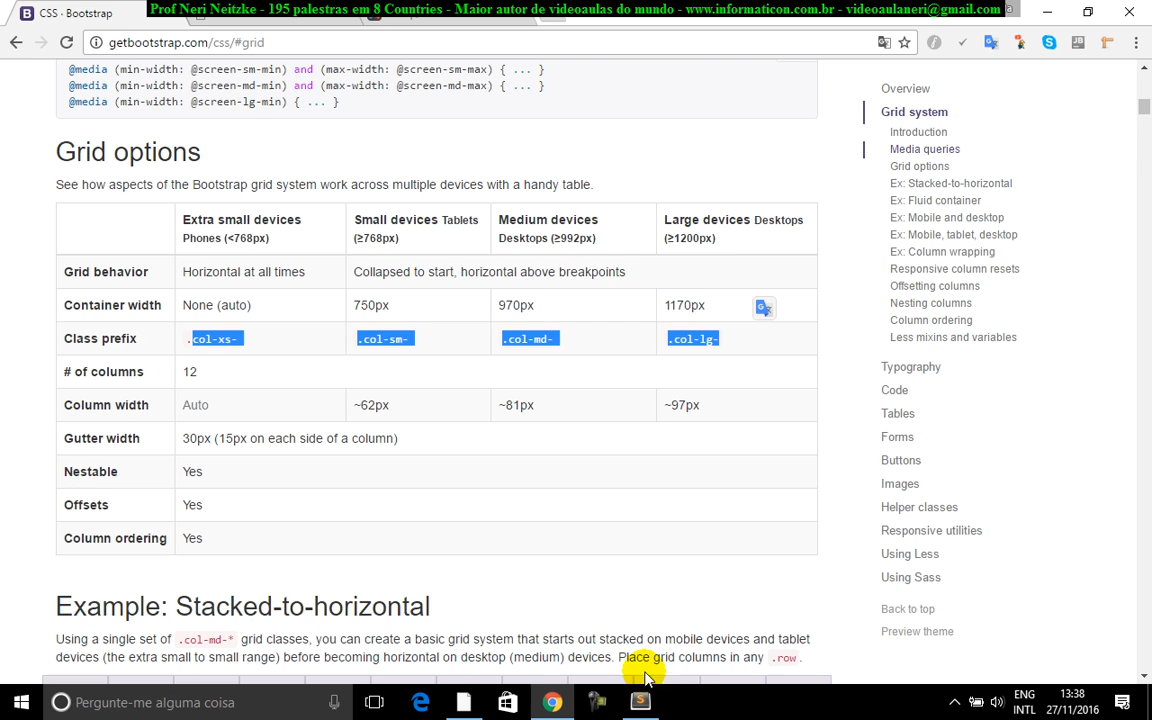 CSS · Bootstrap
Prof Neri Neitzke - 195 palestras em 8 Countries - Maior autor de videoaulas do mundo - www.informaticon.com.br - videoaulaneri@gmail.com
getbootstrap.com/css/#grid
@media (min-width: @screen-sm-min) and (max-width: @screen-sm-max) { ... }
@media (min-width: @screen-md-min) and (max-width: @screen-md-max) { ... }
@media (min-width: @screen-lg-min) { ... }
Grid options
See how aspects of the Bootstrap grid system work across multiple devices with a handy table.
Extra small devices Small devices Tablets Medium devices Large devices Desktops
Phones (<768px) (≥768px) Desktops (≥992px) (≥1200px)
Grid behavior Horizontal at all times Collapsed to start, horizontal above breakpoints
Container width None (auto) 750px 970px 1170px
Class prefix .col-xs- .col-sm- .col-md- .col-lg-
# of columns 12
Column width Auto ~62px ~81px ~97px
Gutter width 30px (15px on each side of a column)
Nestable Yes
Offsets Yes
Column ordering Yes
Example: Stacked-to-horizontal
Using a single set of .col-md-* grid classes, you can create a basic grid system that starts out stacked on mobile devices and tablet
devices (the extra small to small range) before becoming horizontal on desktop (medium) devices. Place grid columns in any .row.
Overview
Grid system
Introduction
Media queries
Grid options
Ex: Stacked-to-horizontal
Ex: Fluid container
Ex: Mobile and desktop
Ex: Mobile, tablet, desktop
Ex: Column wrapping
Responsive column resets
Offsetting columns
Nesting columns
Column ordering
Less mixins and variables
Typography
Code
Tables
Forms
Buttons
Images
Helper classes
Responsive utilities
Using Less
Using Sass
Back to top
Preview theme
Pergunte-me alguma coisa
ENG
INTL
13:38
27/11/2016